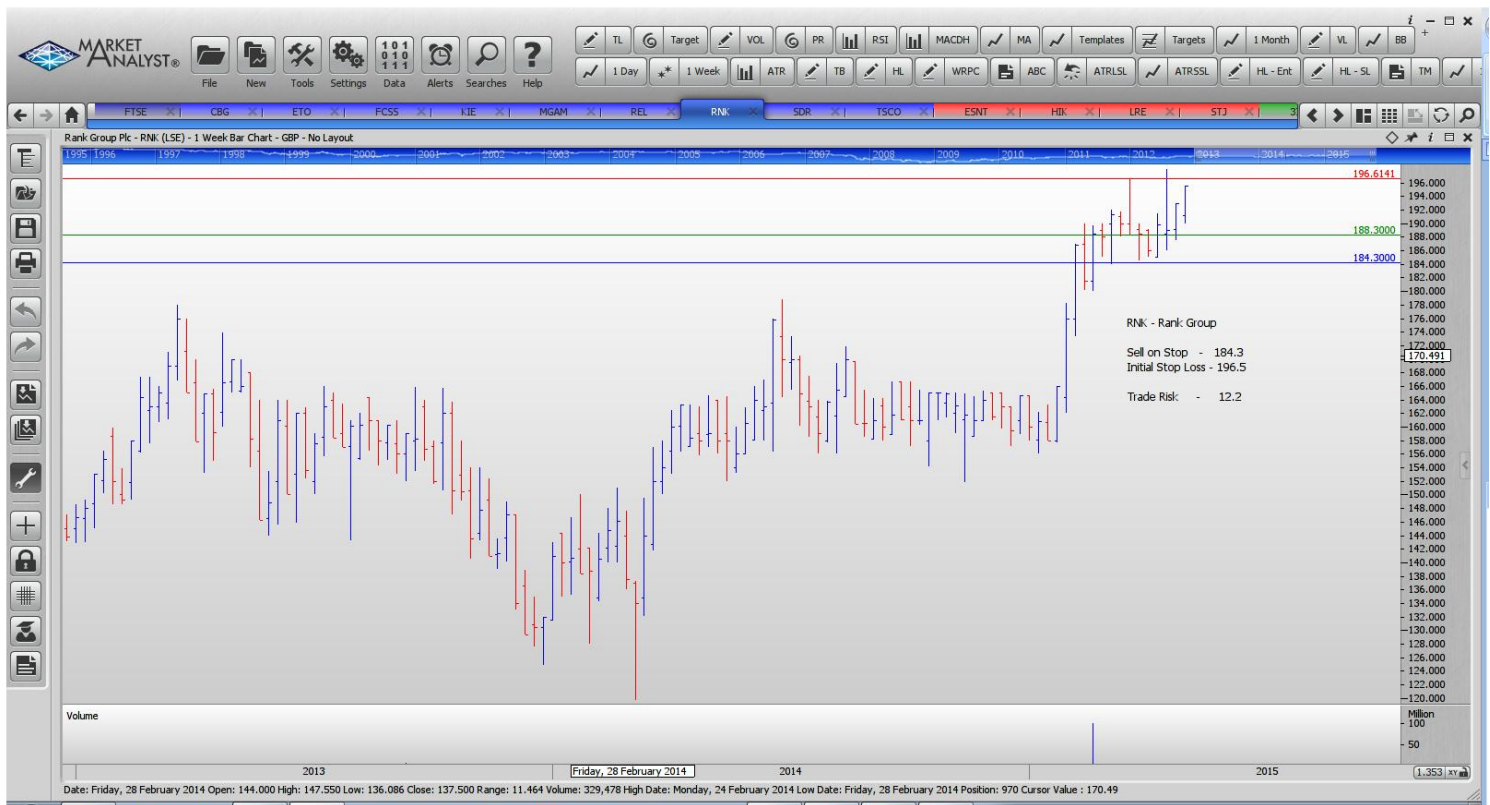 i
MARKET
ANALYST®
File New Tools Settings Data Alerts Searches Help
101
010
111
TL Target VOL PR RSI MACDH MA Templates Targets 1 Month VL BB
1 Day 1 Week ATR TB HL WRPC ABC ATRLSL ATRSSL HL - Ent HL - SL TM
FTSE CBG ETO FCSS KIE MGAM REL RNK SDR TSCO ESNT HIK LRE STJ
Rank Group Plc - RNK (LSE) - 1 Week Bar Chart - GBP - No Layout
1995 1996 1997 1998 1999 2000 2001 2002 2003 2004 2005 2006 2007 2008 2009 2010 2011 2012 2013 2014 2015
196.6141
196.000
194.000
192.000
190.000
188.3000
188.000
186.000
184.3000
184.000
182.000
180.000
178.000
176.000
174.000
172.000
170.491
168.000
166.000
164.000
162.000
160.000
158.000
156.000
154.000
152.000
150.000
148.000
146.000
144.000
142.000
140.000
138.000
136.000
134.000
132.000
130.000
128.000
126.000
124.000
122.000
120.000
RNK - Rank Group
Sell on Stop - 184.3
Initial Stop Loss - 196.5
Trade Risk - 12.2
Volume
Million
100
50
2013 Friday, 28 February 2014 2014 2015 1.353 XY
Date: Friday, 28 February 2014 Open: 144.000 High: 147.550 Low: 136.086 Close: 137.500 Range: 11.464 Volume: 329,478 High Date: Monday, 24 February 2014 Low Date: Friday, 28 February 2014 Position: 970 Cursor Value : 170.49